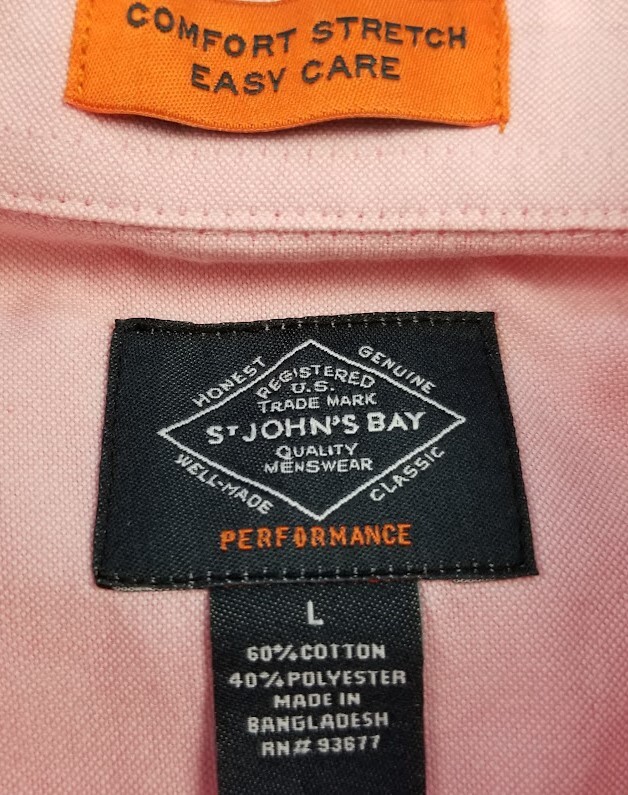 COMFORT STRETCH
EASY CARE
HONEST
GENUINE
REGISTERED
U.S.
TRADE MARK
ST JOHN'S BAY
QUALITY
MENSWEAR
WELL-MADE
CLASSIC
PERFORMANCE
L
60% COTTON
40% POLYESTER
MADE IN
BANGLADESH
RN# 93677